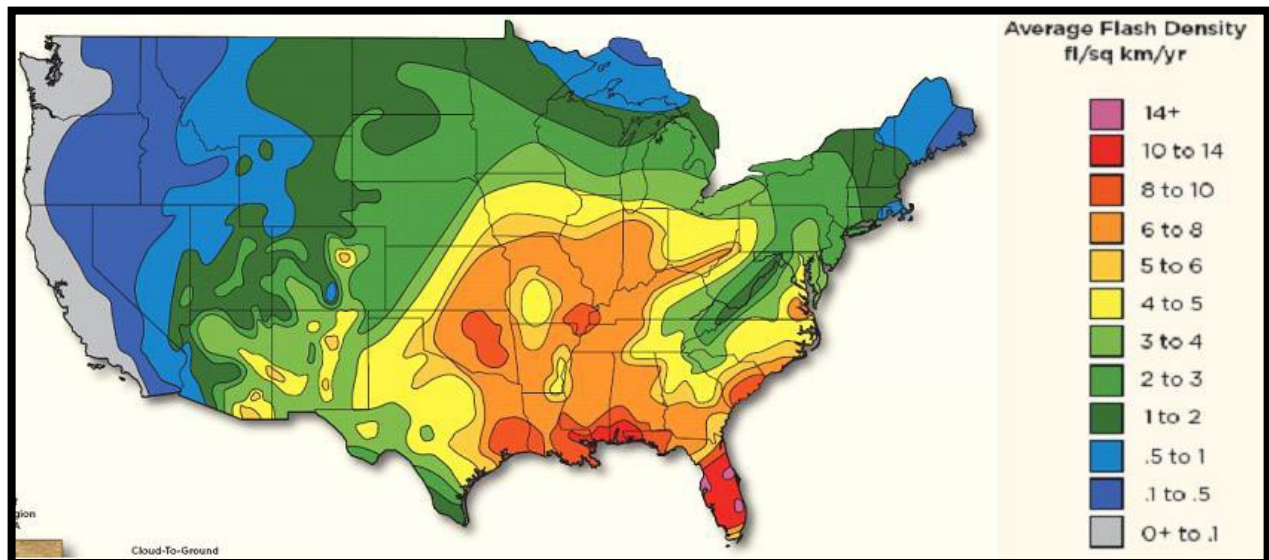 Average Flash Density
fl/sq km/yr
14+
10 to 14
8 to 10
6 to 8
5 to 6
4 to 5
3 to 4
2 to 3
1 to 2
.5 to 1
.1 to .5
0+ to .1
gion
A
Cloud-To-Ground